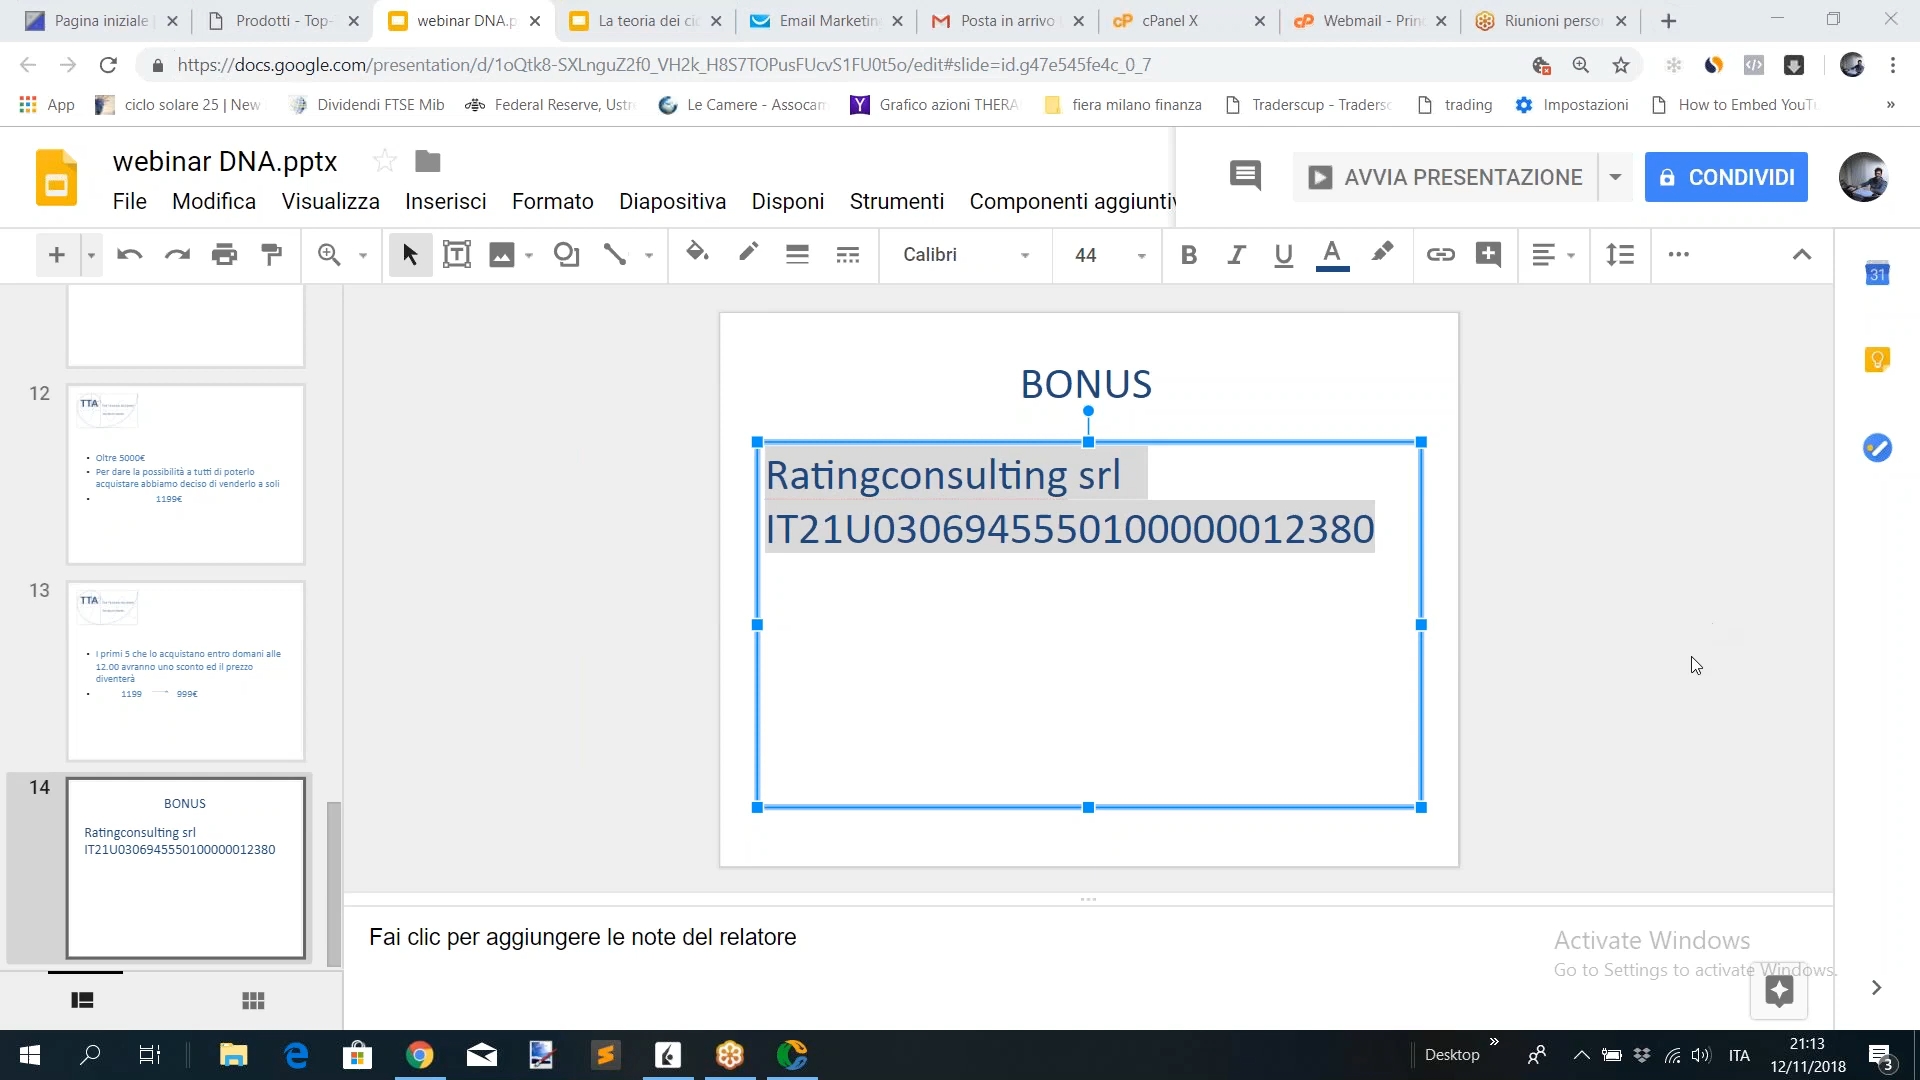 Pagina iniziale
Prodotti - Top-
webinar DNA.p
La teoria dei cic
Email Marketin
Posta in arrivo
cPanel X
Webmail - Prin
Riunioni perso
https://docs.google.com/presentation/d/1oQtk8-SXLnguZ2f0_VH2k_H8S7TOPusFUcvS1FU0t5o/edit#slide=id.g47e545fe4c_0_7
App
ciclo solare 25 | New
Dividendi FTSE Mib
Federal Reserve, Ustr
Le Camere - Assocam
Grafico azioni THERA
fiera milano finanza
Traderscup - Tradersc
trading
Impostazioni
How to Embed YouTu
»
webinar DNA.pptx
AVVIA PRESENTAZIONE
CONDIVIDI
File Modifica Visualizza Inserisci Formato Diapositiva Disponi Strumenti Componenti aggiuntiv
Calibri
44
B I U A
31
12
TTA
• Oltre 5000€
• Per dare la possibilità a tutti di poterlo
acquistare abbiamo deciso di venderlo a soli
• 1199€
13
TTA
• I primi 5 che lo acquistano entro domani alle
12.00 avranno uno sconto ed il prezzo
diventerà
• 1199 → 999€
14
BONUS
Ratingconsulting srl
IT21U0306945550100000012380
BONUS
Ratingconsulting srl
IT21U0306945550100000012380
Fai clic per aggiungere le note del relatore
Activate Windows
Go to Settings to activate Windows.
Desktop
»
ITA
21:13
12/11/2018
3